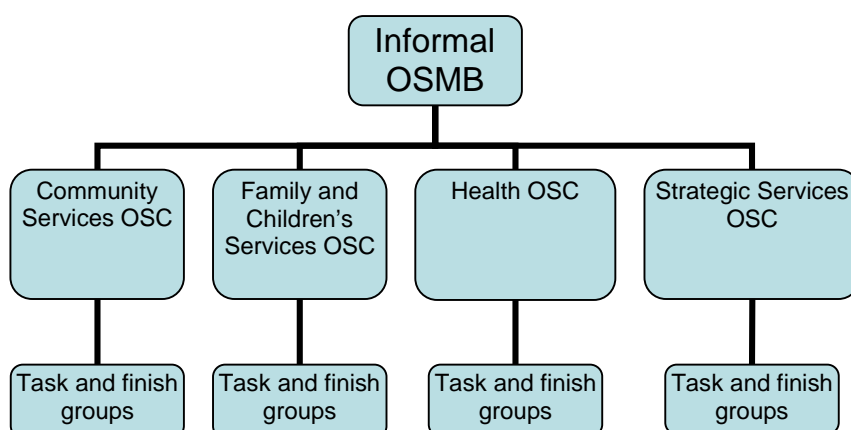 Informal
OSMB
Community
Services OSC
Family and
Children’s
Services OSC
Health OSC
Strategic Services
OSC
Task and finish
groups
Task and finish
groups
Task and finish
groups
Task and finish
groups